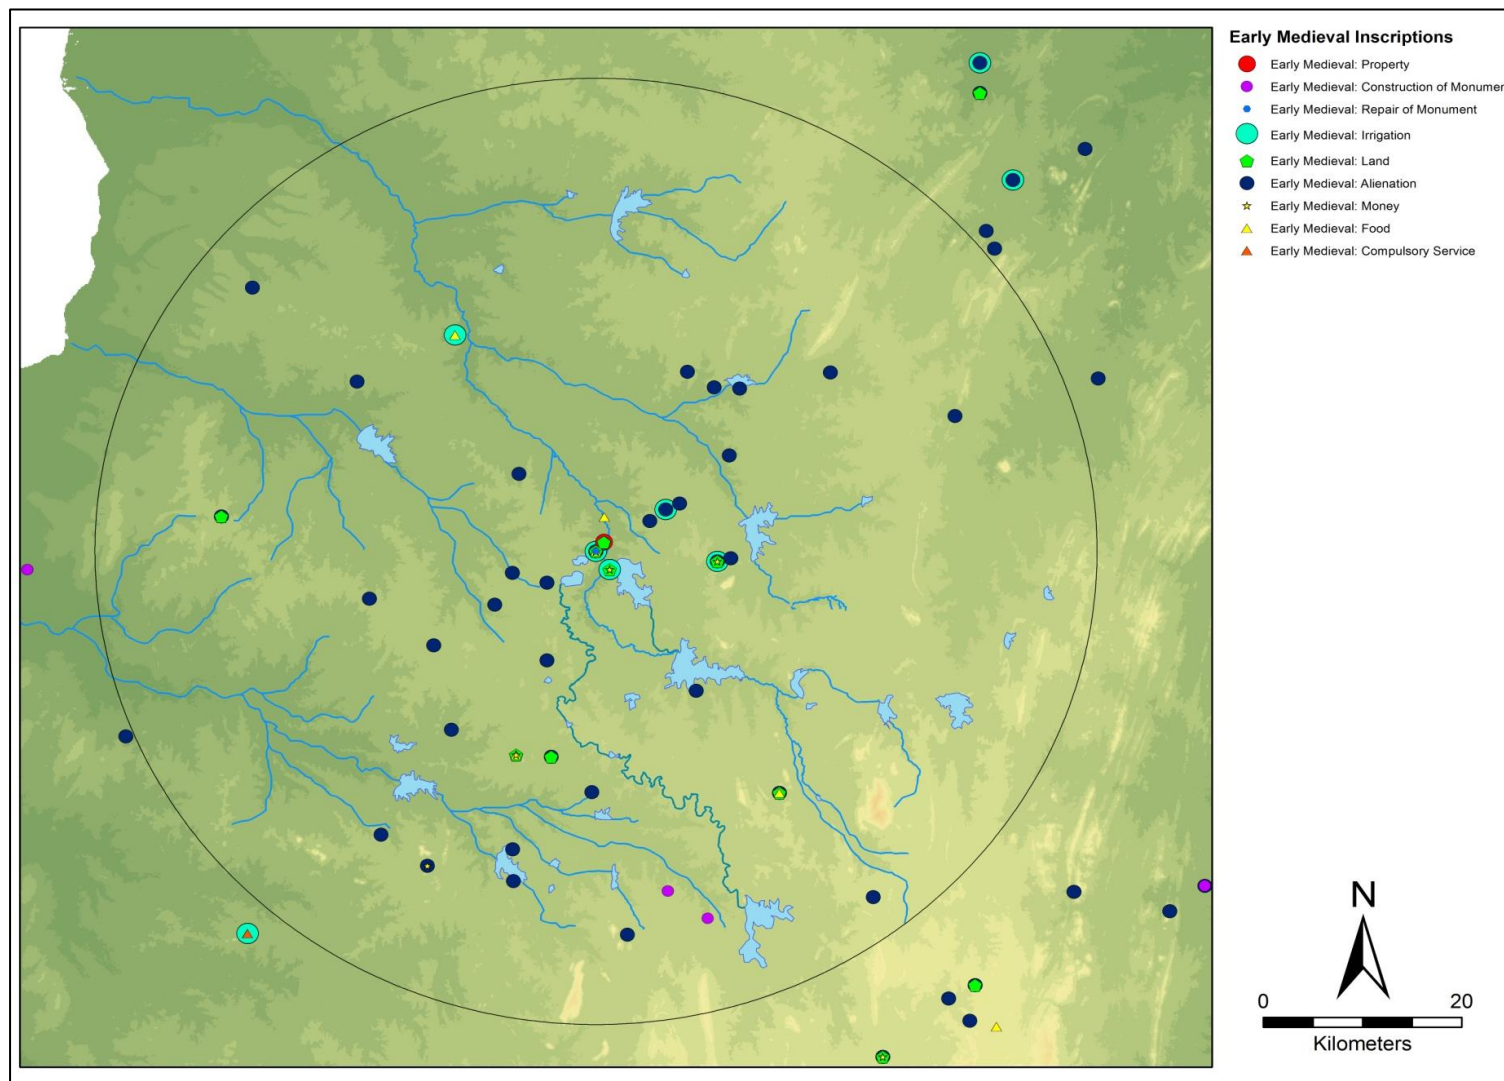 Early Medieval Inscriptions
Early Medieval: Property
Early Medieval: Construction of Monumen
Early Medieval: Repair of Monument
Early Medieval: Irrigation
Early Medieval: Land
Early Medieval: Alienation
Early Medieval: Money
Early Medieval: Food
Early Medieval: Compulsory Service
N
0 20
Kilometers